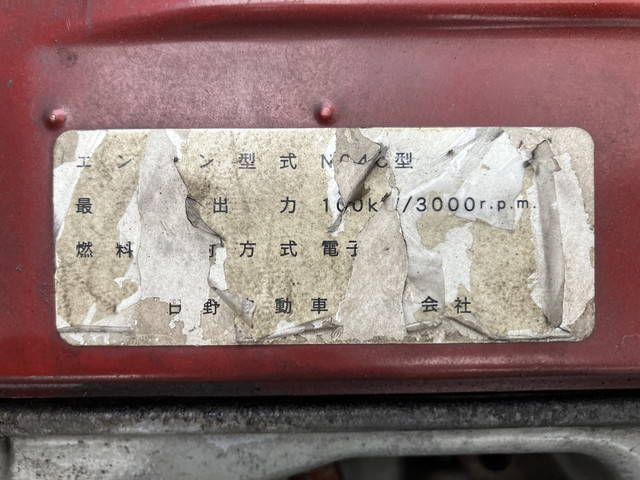 エン ン型式 N04C型
最 出力 100k /3000r.p.m.
燃料 方式 電子
日野 動車 会社